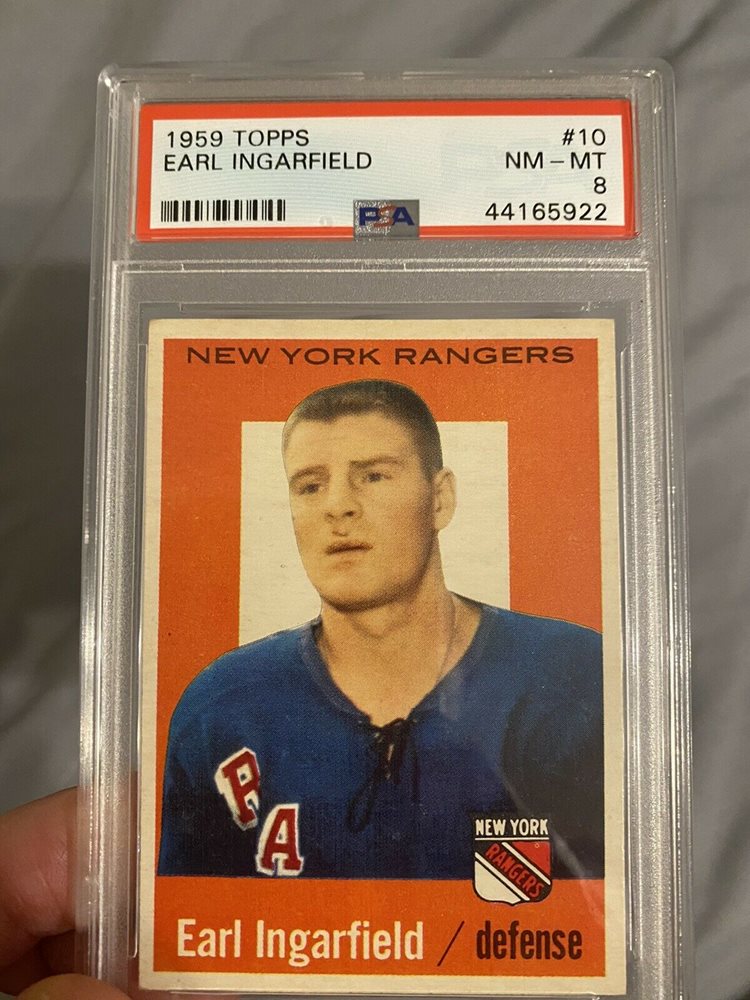 1959 TOPPS #10
EARL INGARFIELD NM – MT
8
PSA 44165922
NEW YORK RANGERS
RA
NEW YORK
RANGERS
Earl Ingarfield / defense